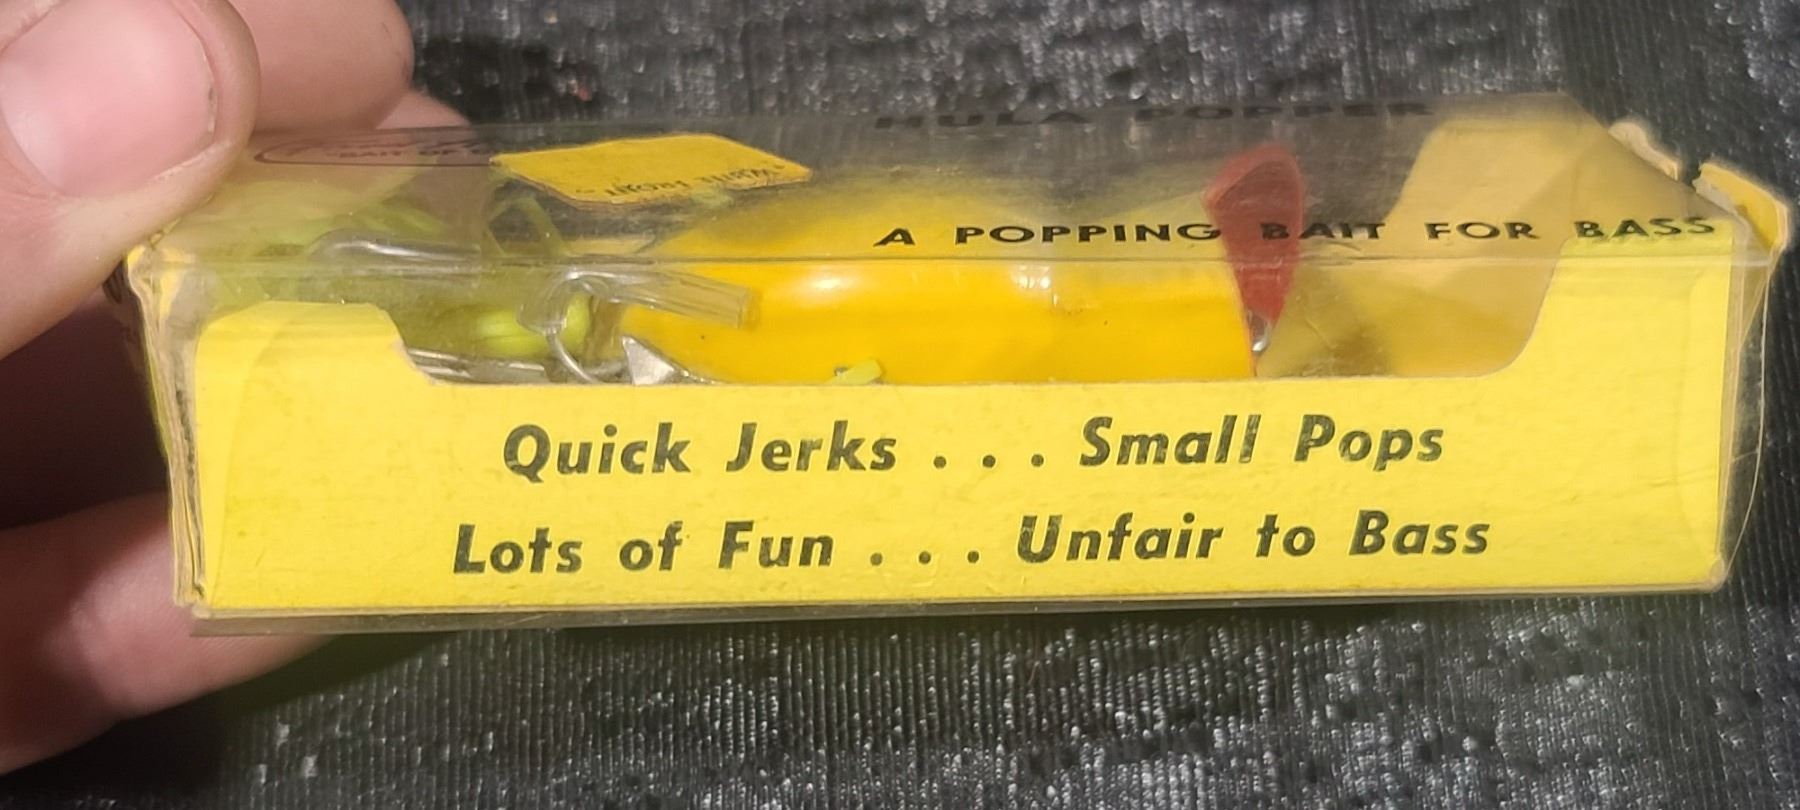 HULA POPPER
A POPPING BAIT FOR BASS
Quick Jerks . . . Small Pops
Lots of Fun . . . Unfair to Bass